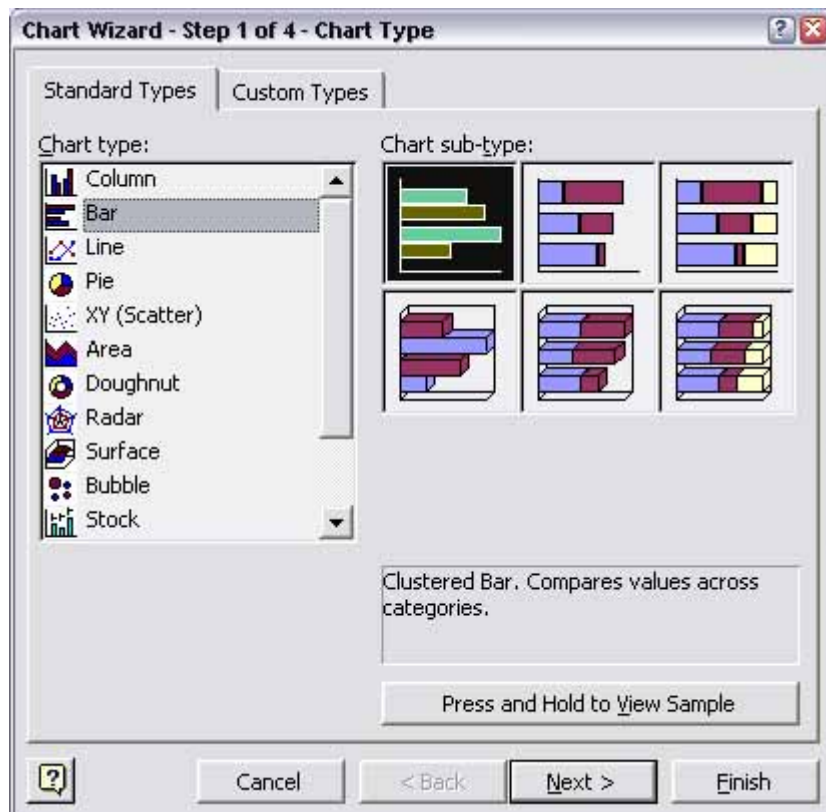 Chart Wizard - Step 1 of 4 - Chart Type
Standard Types
Custom Types
Chart type:
Column
Bar
Line
Pie
XY (Scatter)
Area
Doughnut
Radar
Surface
Bubble
Stock
Chart sub-type:
Clustered Bar. Compares values across
categories.
Press and Hold to View Sample
Cancel
< Back
Next >
Finish